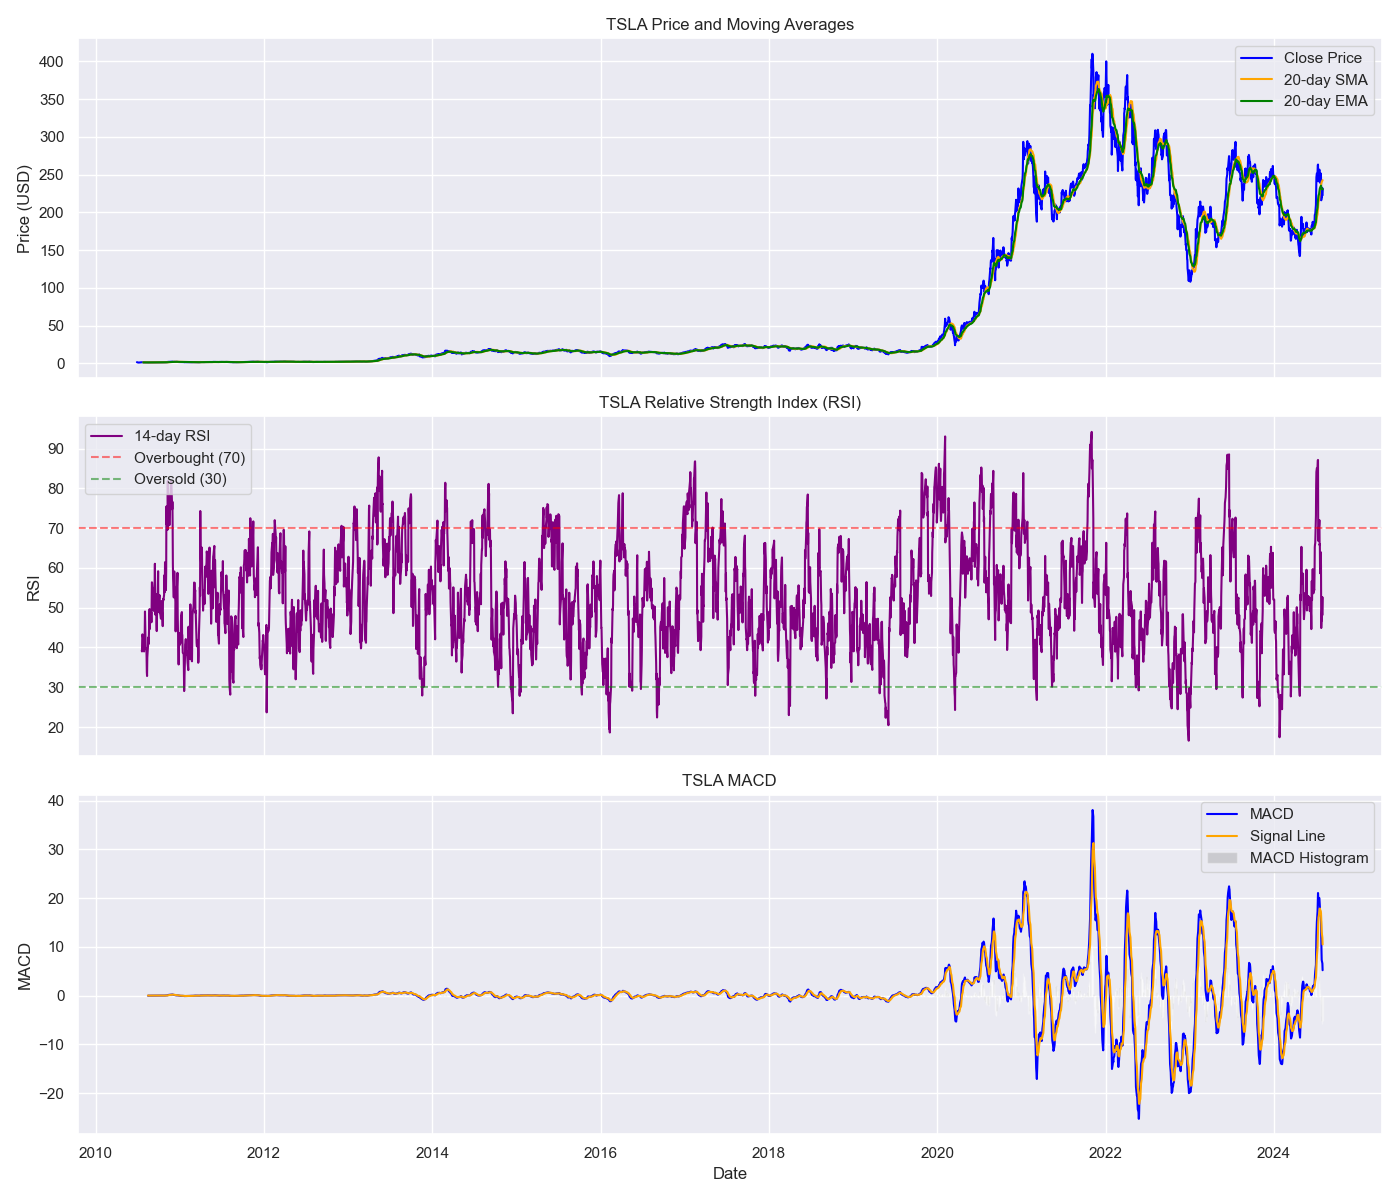 TSLA Price and Moving Averages
400
350
300
250
200
150
100
50
0
Price (USD)
Close Price
20-day SMA
20-day EMA
TSLA Relative Strength Index (RSI)
90
80
70
60
50
40
30
20
RSI
14-day RSI
Overbought (70)
Oversold (30)
TSLA MACD
40
30
20
10
0
−10
−20
MACD
MACD
Signal Line
MACD Histogram
2010
2012
2014
2016
2018
2020
2022
2024
Date